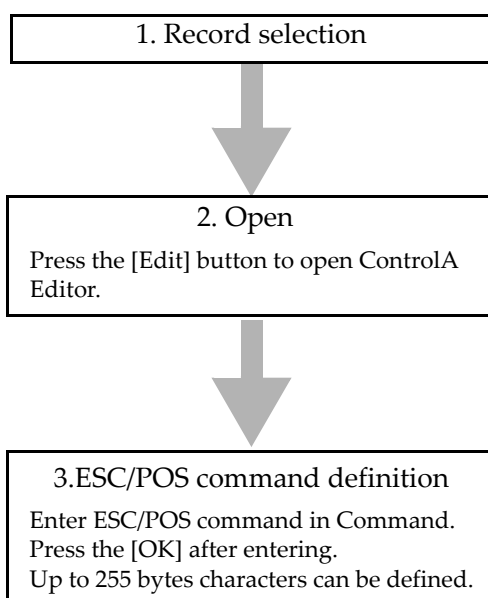 1. Record selection
2. Open
Press the [Edit] button to open ControlA
Editor.
3.ESC/POS command definition
Enter ESC/POS command in Command.
Press the [OK] after entering.
Up to 255 bytes characters can be defined.